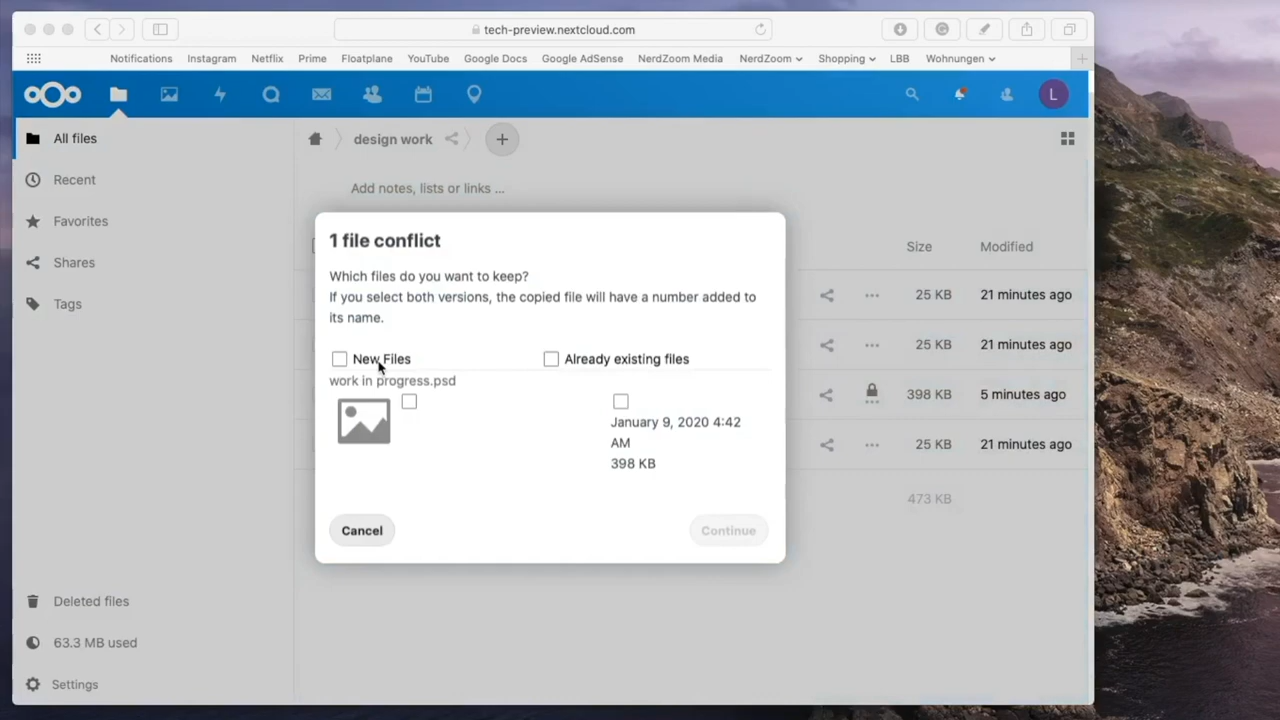 tech-preview.nextcloud.com
Notifications Instagram Netflix Prime Floatplane YouTube Google Docs Google AdSense NerdZoom Media NerdZoom Shopping LBB Wohnungen
L
All files
design work
Recent
Add notes, lists or links ...
Favorites
Shares
Tags
Size Modified
25 KB 21 minutes ago
25 KB 21 minutes ago
398 KB 5 minutes ago
25 KB 21 minutes ago
473 KB
1 file conflict
Which files do you want to keep?
If you select both versions, the copied file will have a number added to
its name.
New Files Already existing files
work in progress.psd
January 9, 2020 4:42
AM
398 KB
Cancel Continue
Deleted files
63.3 MB used
Settings